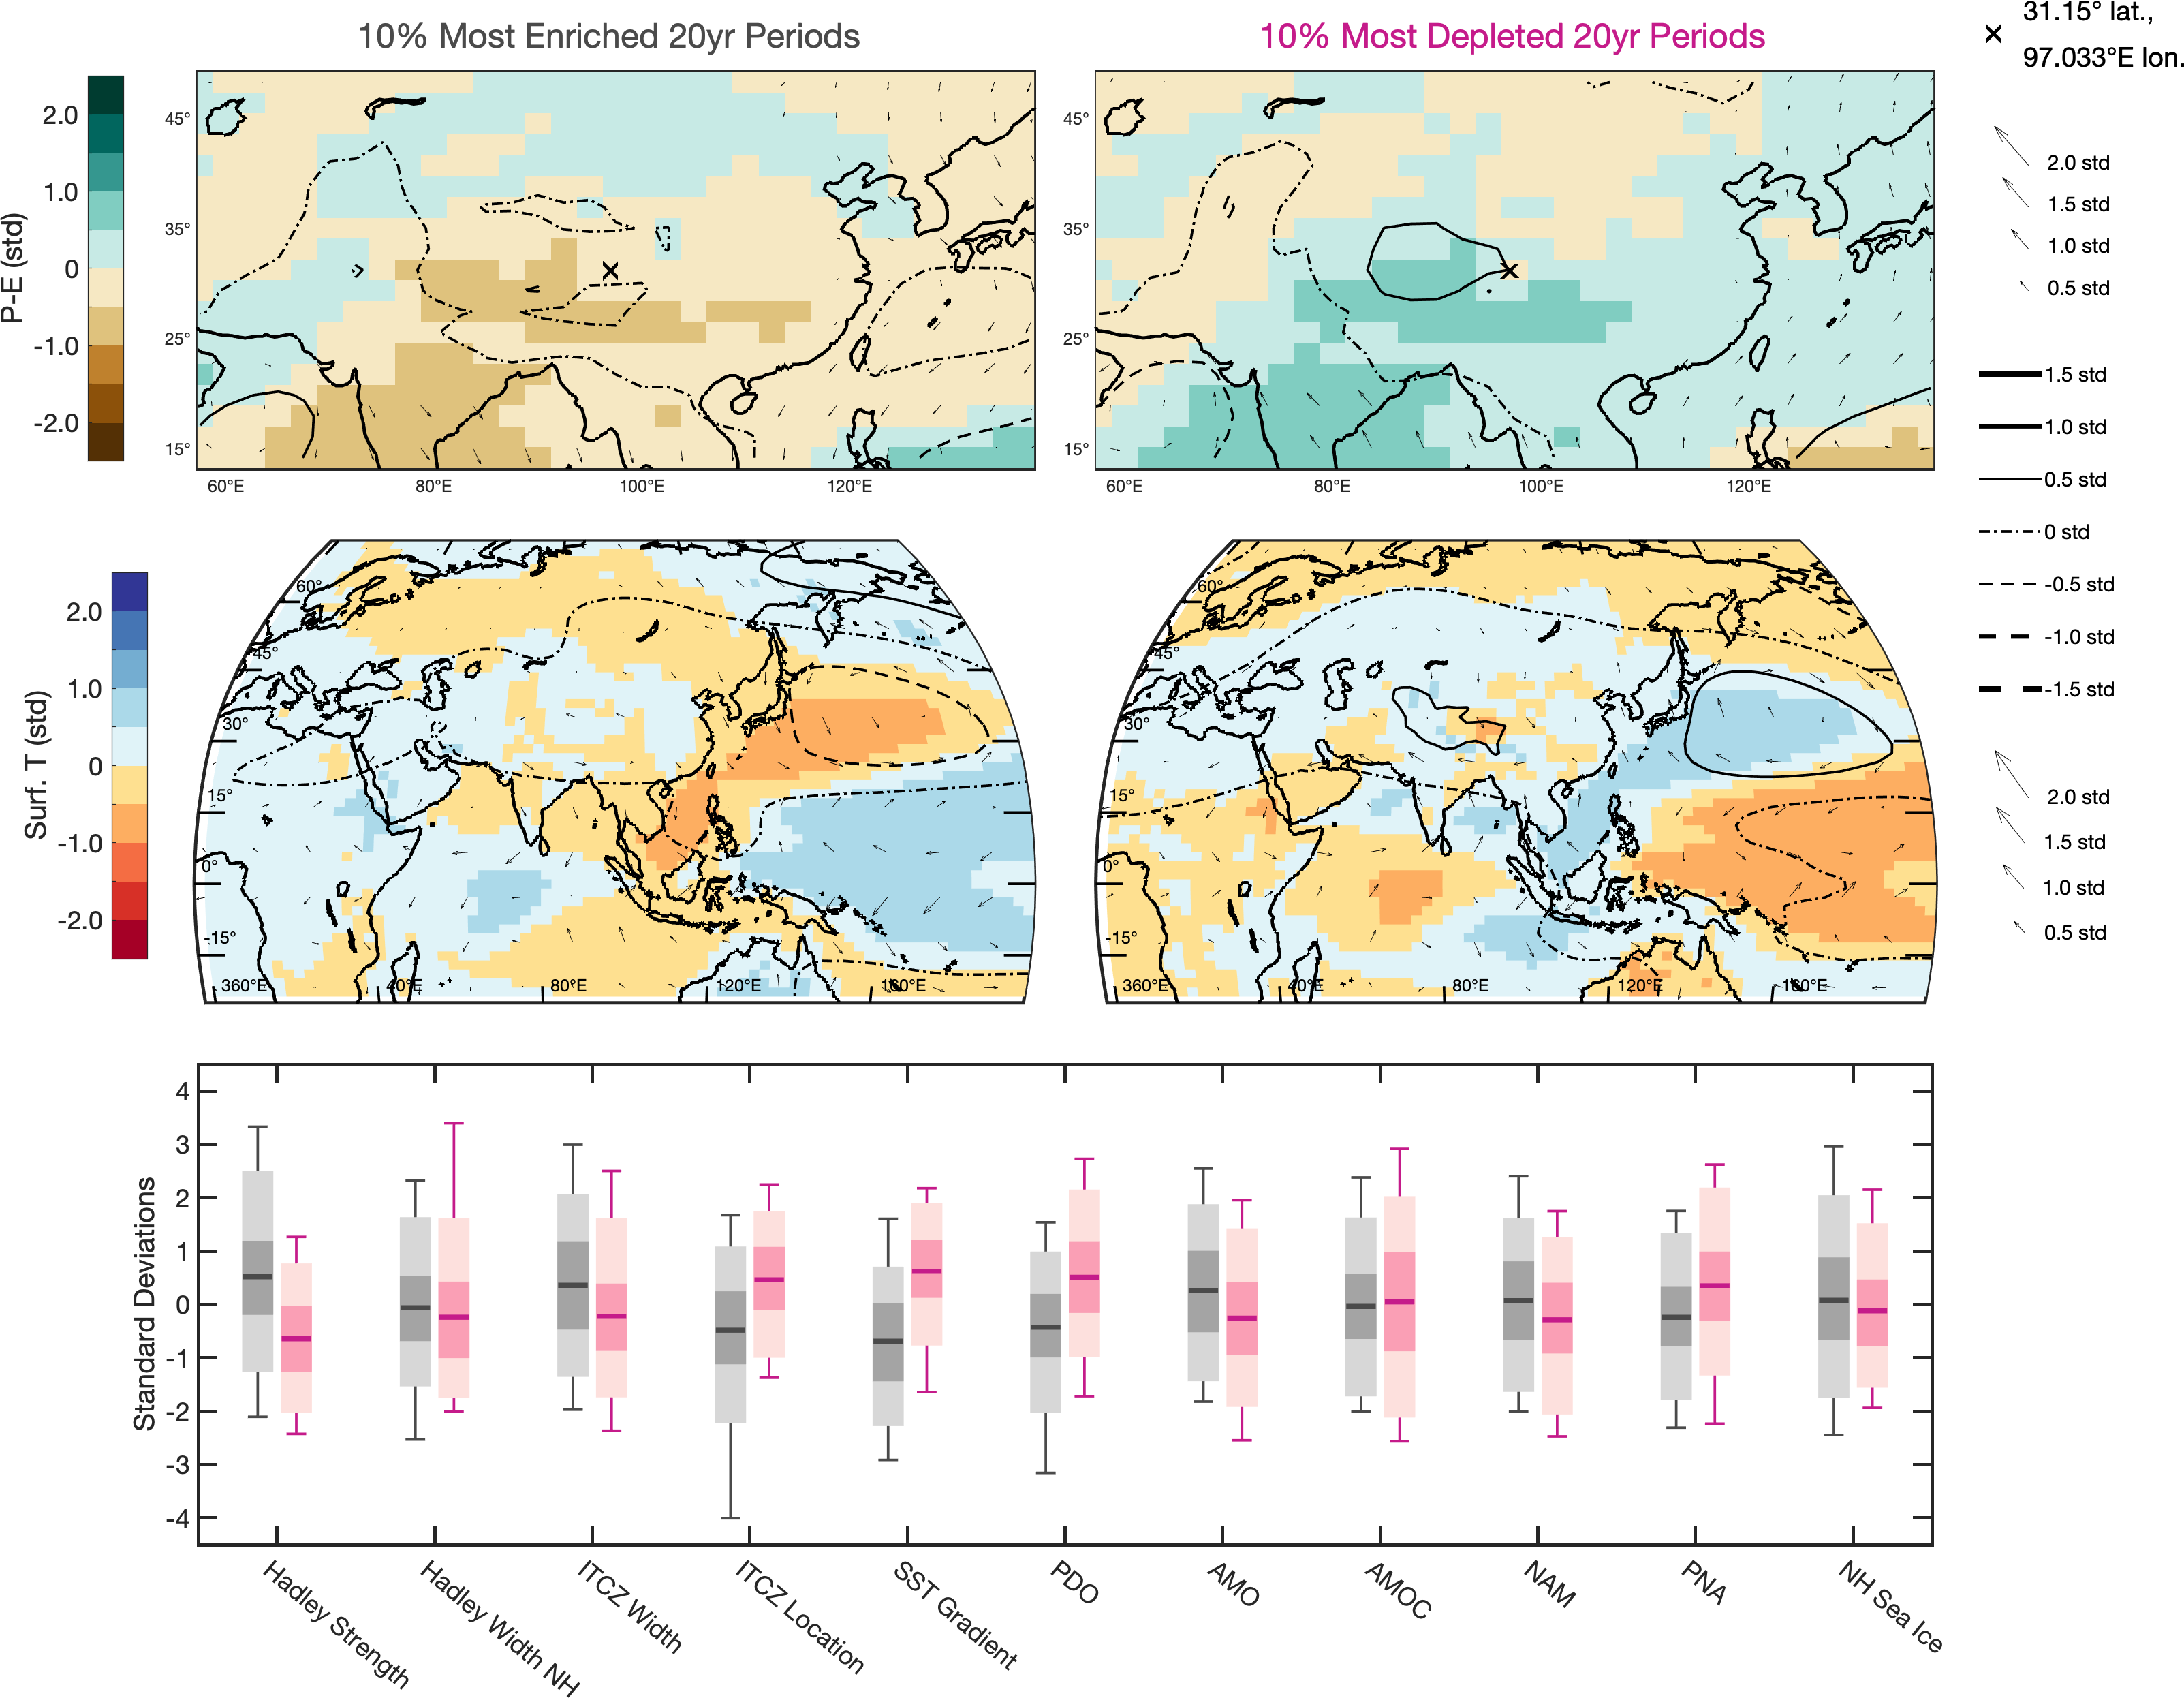 10% Most Enriched 20yr Periods
10% Most Depleted 20yr Periods
31.15° lat.,
97.033°E lon.
P-E (std)
2.0
1.0
0
-1.0
-2.0
45°
35°
25°
15°
60°E
80°E
100°E
120°E
45°
35°
25°
15°
60°E
80°E
100°E
120°E
2.0 std
1.5 std
1.0 std
0.5 std
1.5 std
1.0 std
0.5 std
0 std
-0.5 std
-1.0 std
-1.5 std
Surf. T (std)
2.0
1.0
0
-1.0
-2.0
60°
45°
30°
15°
0°
-15°
360°E
40°E
80°E
120°E
160°E
60°
45°
30°
15°
0°
-15°
360°E
40°E
80°E
120°E
160°E
2.0 std
1.5 std
1.0 std
0.5 std
Standard Deviations
4
3
2
1
0
-1
-2
-3
-4
Hadley Strength
Hadley Width NH
ITCZ Width
ITCZ Location
SST Gradient
PDO
AMO
AMOC
NAM
PNA
NH Sea Ice